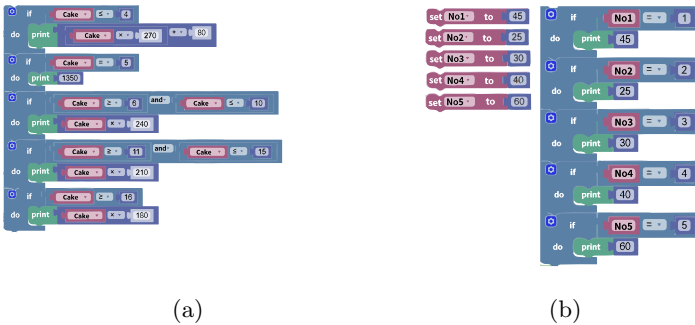 if Cake ≤ 4
do print Cake × 270 80
if Cake = 5
do print 1350
if Cake ≥ 6 and Cake ≤ 10
do print Cake × 240
if Cake ≥ 11 and Cake ≤ 15
do print Cake × 210
if Cake ≥ 16
do print Cake × 180
(a)
set No1 to 45
set No2 to 25
set No3 to 30
set No4 to 40
set No5 to 60
if No1 = 1
do print 45
if No2 = 2
do print 25
if No3 = 3
do print 30
if No4 = 4
do print 40
if No5 = 5
do print 60
(b)